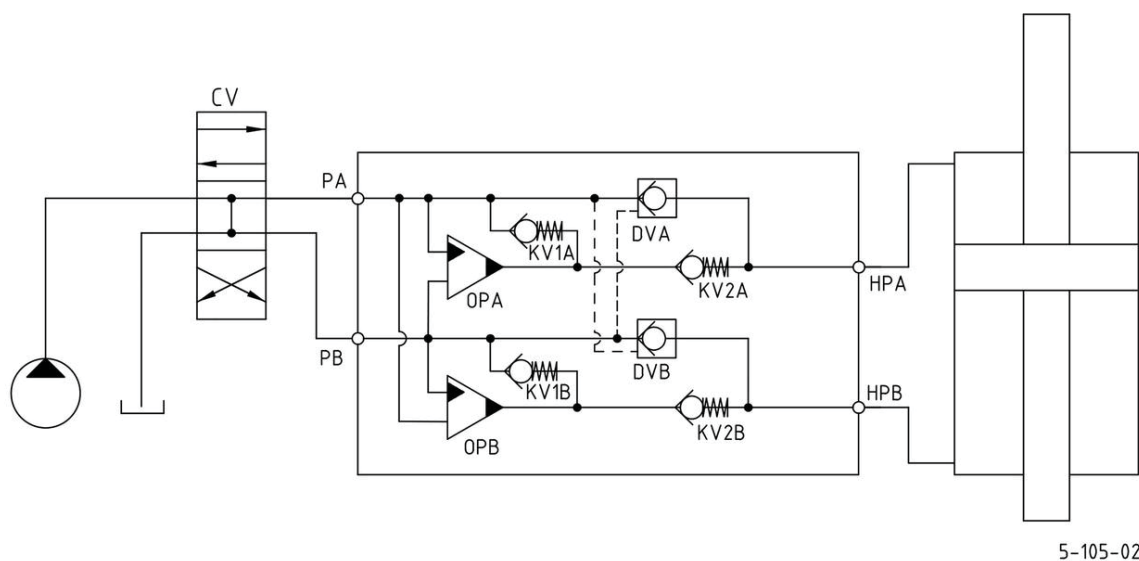 CV
PA
DVA
KV1A
KV2A
OPA
HPA
PB
DVB
KV1B
KV2B
OPB
HPB
5-105-02